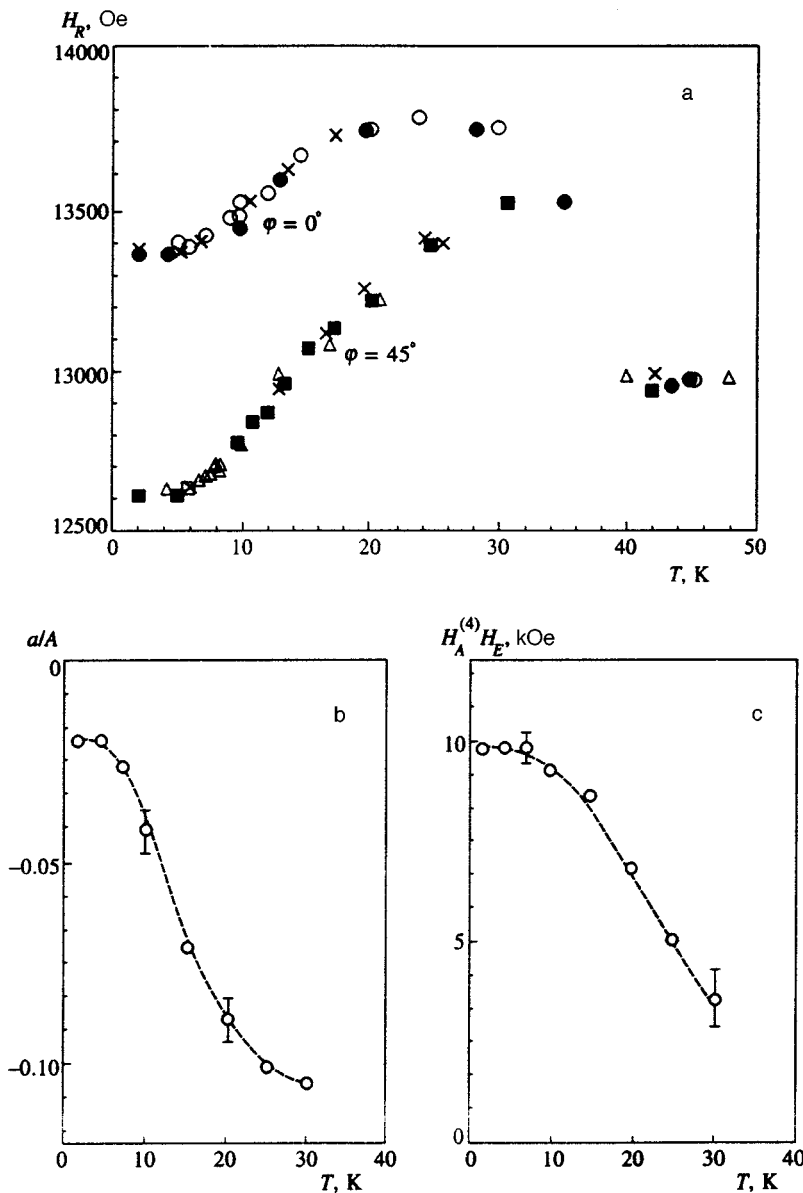 H_R, Oe
14000
a
13500
φ = 0°
φ = 45°
13000
12500
0 10 20 30 40 50
T, K
a/A
0
b
−0.05
−0.10
0 10 20 30 40
T, K
H_A^(4) H_E, kOe
c
10
5
0
0 10 20 30 40
T, K